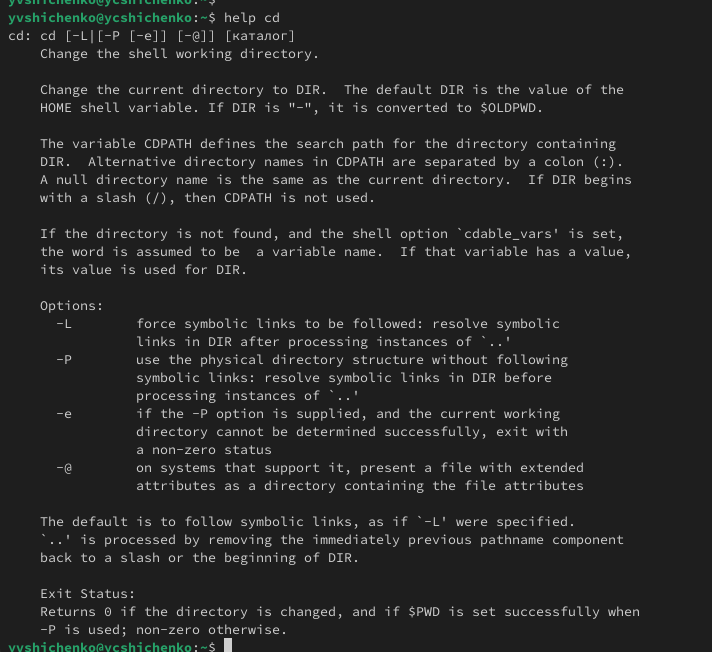 yvshichenko@ycshichenko:~$
yvshichenko@ycshichenko:~$ help cd
cd: cd [-L|[-P [-e]] [-@]] [каталог]
    Change the shell working directory.

    Change the current directory to DIR.  The default DIR is the value of the
    HOME shell variable. If DIR is "-", it is converted to $OLDPWD.

    The variable CDPATH defines the search path for the directory containing
    DIR.  Alternative directory names in CDPATH are separated by a colon (:).
    A null directory name is the same as the current directory.  If DIR begins
    with a slash (/), then CDPATH is not used.

    If the directory is not found, and the shell option `cdable_vars' is set,
    the word is assumed to be  a variable name.  If that variable has a value,
    its value is used for DIR.

    Options:
      -L        force symbolic links to be followed: resolve symbolic
                links in DIR after processing instances of `..'
      -P        use the physical directory structure without following
                symbolic links: resolve symbolic links in DIR before
                processing instances of `..'
      -e        if the -P option is supplied, and the current working
                directory cannot be determined successfully, exit with
                a non-zero status
      -@        on systems that support it, present a file with extended
                attributes as a directory containing the file attributes

    The default is to follow symbolic links, as if `-L' were specified.
    `..' is processed by removing the immediately previous pathname component
    back to a slash or the beginning of DIR.

    Exit Status:
    Returns 0 if the directory is changed, and if $PWD is set successfully when
    -P is used; non-zero otherwise.
yvshichenko@ycshichenko:~$